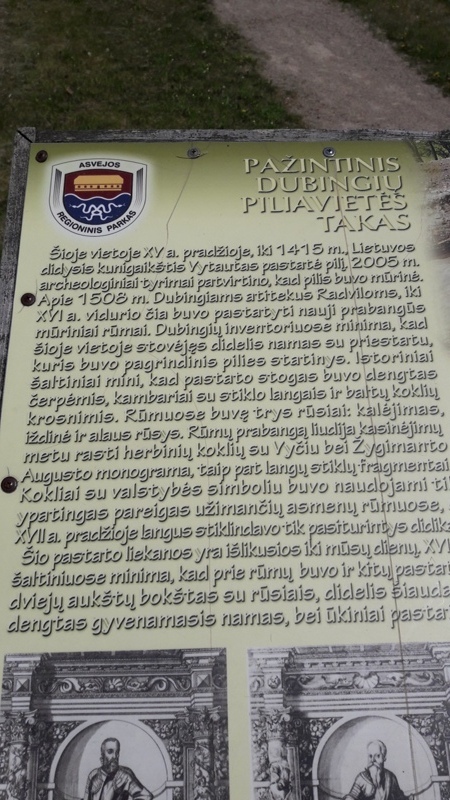 ASVEJOS
REGIONINIS PARKAS
PAŽINTINIS
DUBINGIŲ
PILIAVIETĖS
TAKAS
Šioje vietoje XV a. pradžioje, iki 1415 m., Lietuvos
didysis kunigaikštis Vytautas pastatė pilį. 2005 m.
archeologiniai tyrimai patvirtino, kad pilis buvo mūrinė.
Apie 1508 m. Dubingiams atitekus Radviloms, iki
XVI a. vidurio čia buvo pastatyti nauji prabangūs
mūriniai rūmai. Dubingių inventoriuose minima, kad
šioje vietoje stovėjęs didelis namas su priestatu,
kuris buvo pagrindinis pilies statinys. Istoriniai
šaltiniai mini, kad pastato stogas buvo dengtas
čerpėmis, kambariai su stiklo langais ir baltų koklių
krosnimis. Rūmuose buvę trys rūsiai: kalėjimas,
iždinė ir alaus rūsys. Rūmų prabangą liudija kasinėjimų
metu rasti herbinių koklių su Vyčiu bei Žygimanto
Augusto monograma, taip pat langų stiklų fragmentai
Kokliai su valstybės simboliu buvo naudojami
ypatingas pareigas užimančių asmenų rūmuose,
XVII a. pradžioje langus stiklindavo tik pasiturintys
Šio pastato liekanos yra išlikusios iki mūsų dienų.
šaltiniuose minima, kad prie rūmų buvo ir kitų
dviejų aukštų bokštas su rūsiais, didelis
dengtas gyvenamasis namas, bei ūkiniai